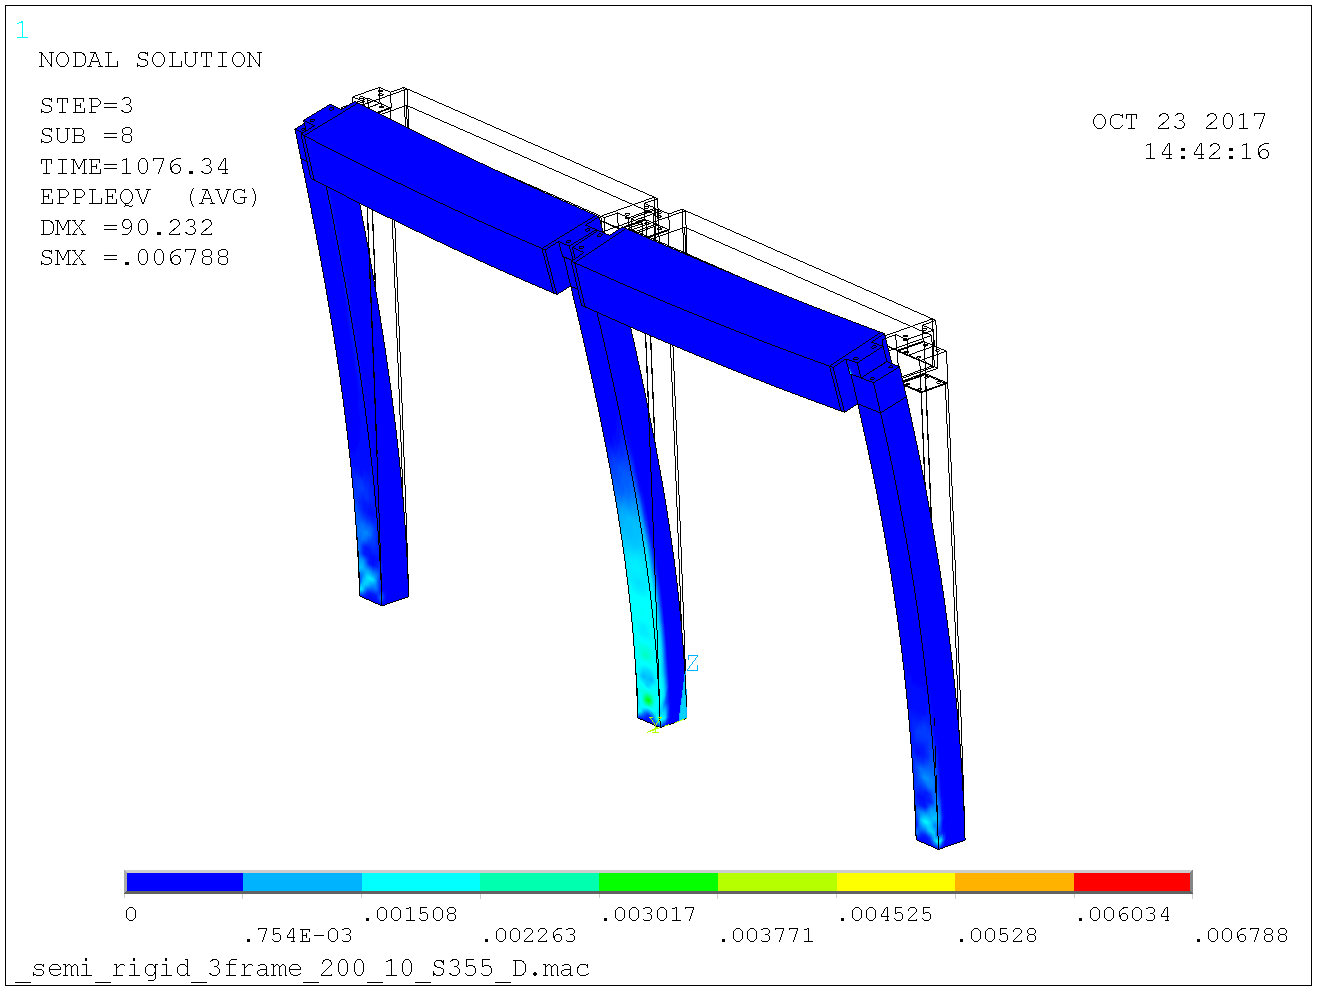 1
NODAL SOLUTION
STEP=3
SUB =8
TIME=1076.34
EPPLEQV (AVG)
DMX =90.232
SMX =.006788
OCT 23 2017
14:42:16
Z
0 .001508 .003017 .004525 .006034
.754E-03 .002263 .003771 .00528 .006788
_semi_rigid_3frame_200_10_S355_D.mac